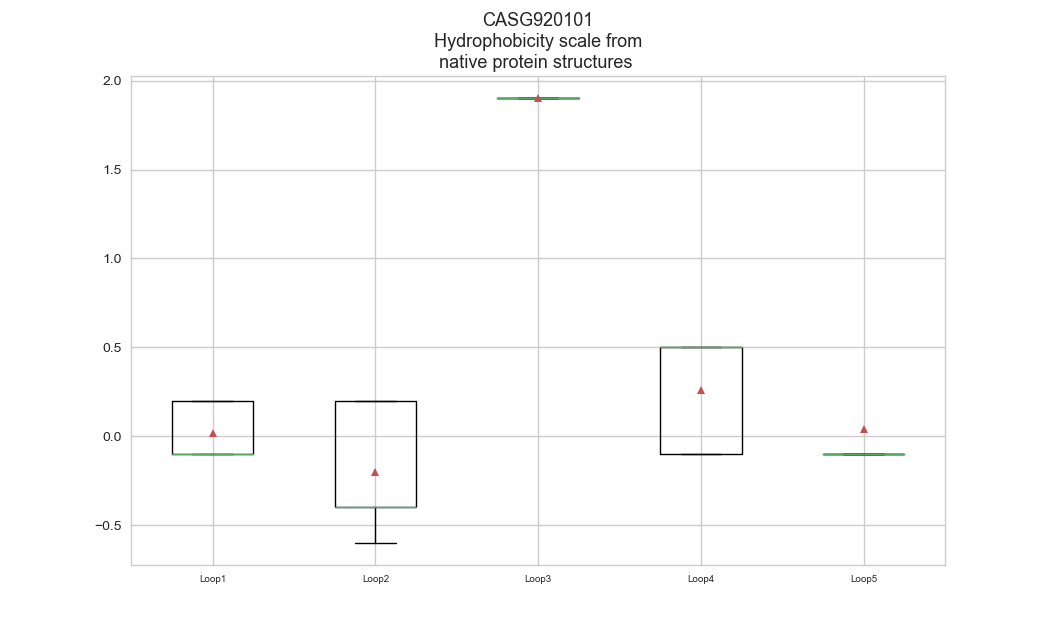 CASG920101
Hydrophobicity scale from
native protein structures
2.0
1.5
1.0
0.5
0.0
−0.5
Loop1 Loop2 Loop3 Loop4 Loop5